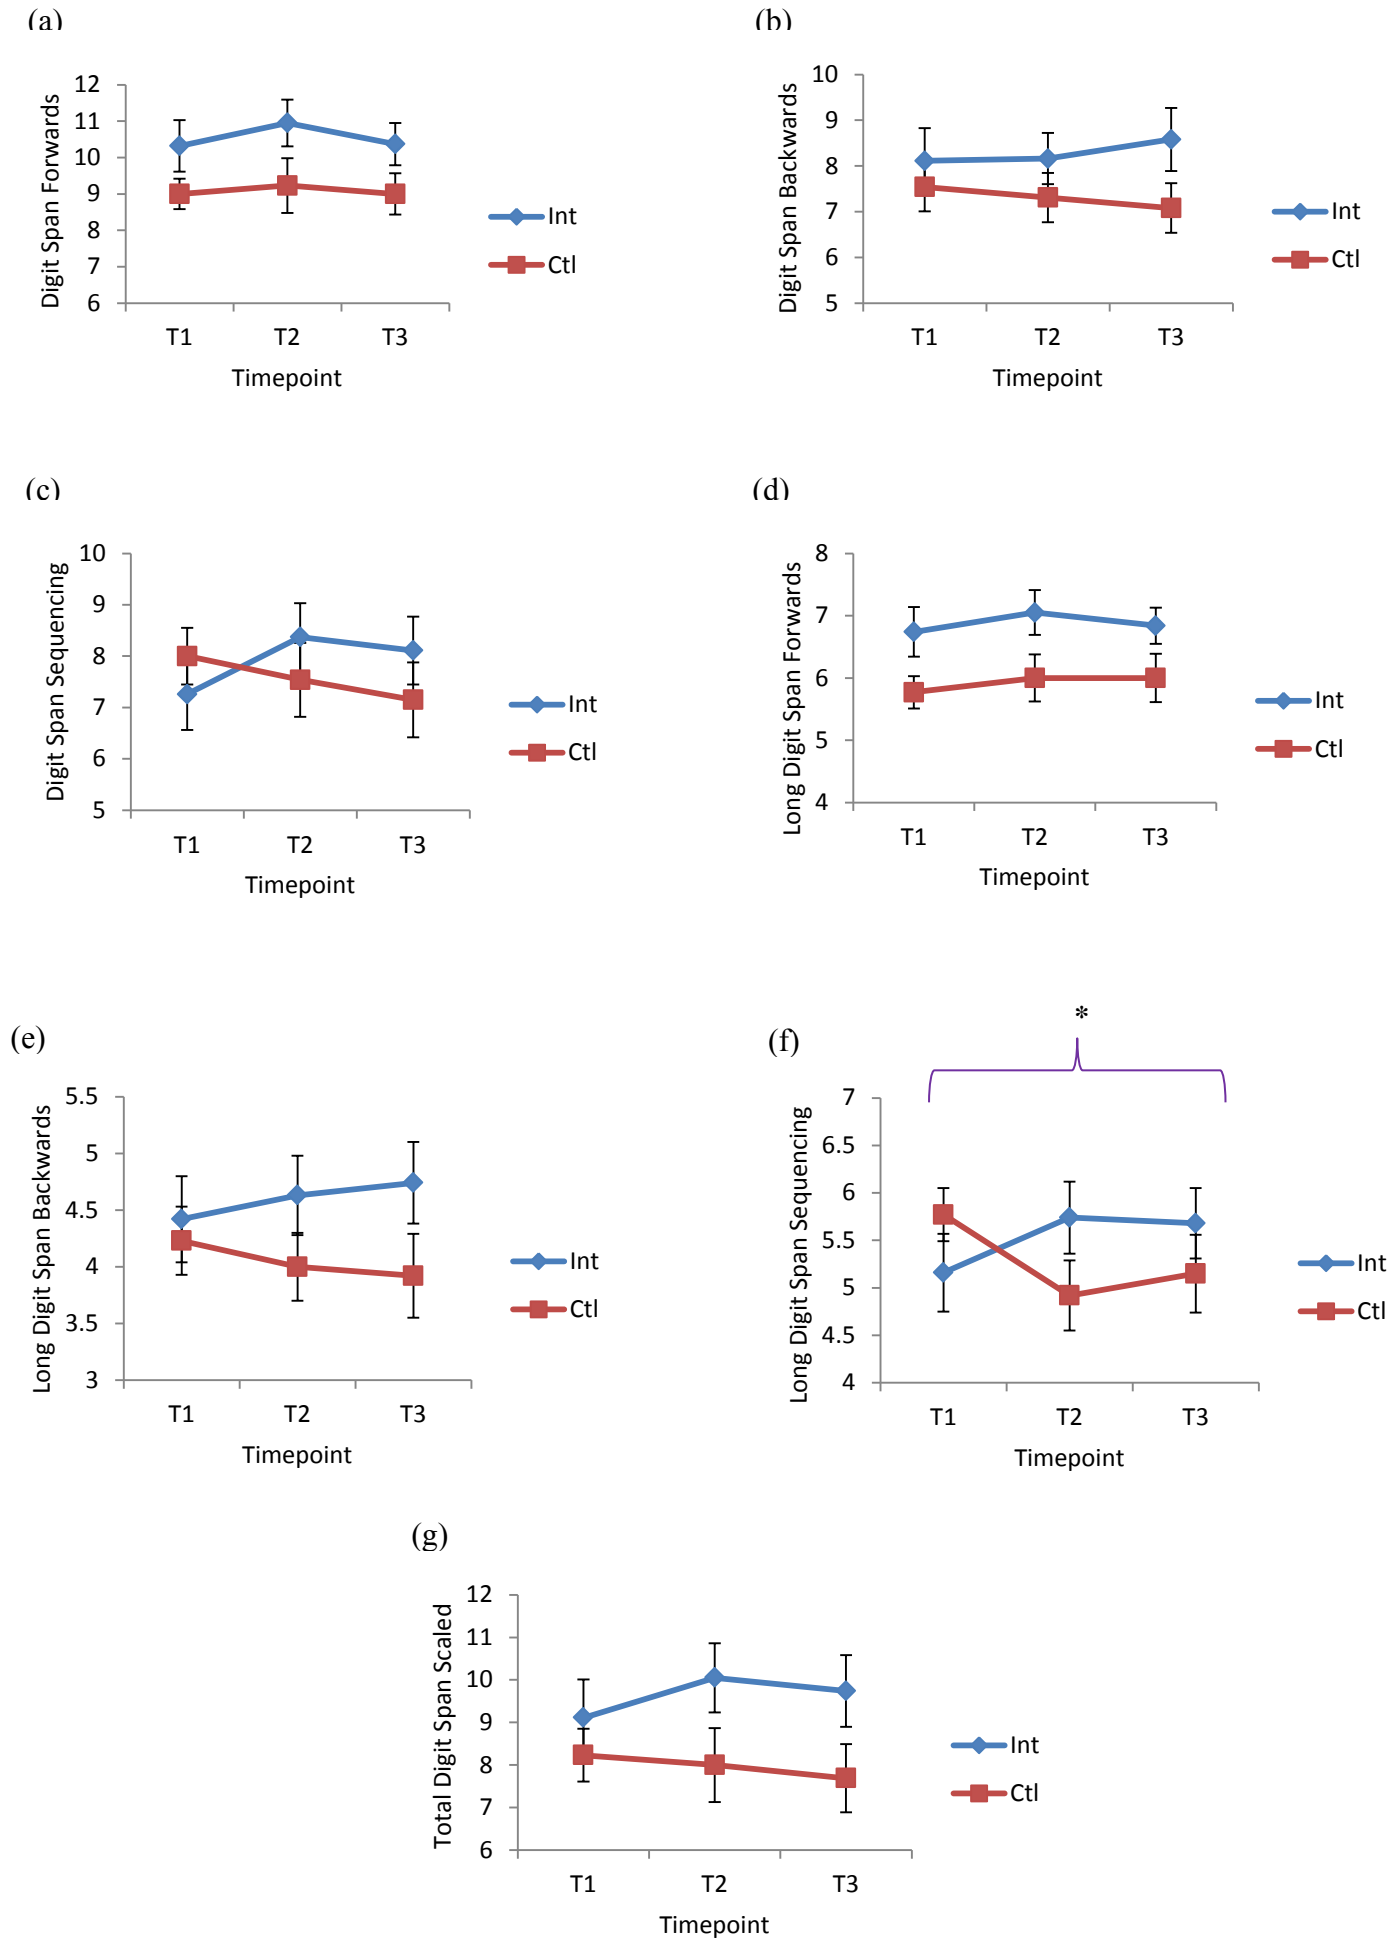 (a)
Digit Span Forwards
12
11
10
9
8
7
6
T1 T2 T3
Timepoint
Int
Ctl
(b)
Digit Span Backwards
10
9
8
7
6
5
T1 T2 T3
Timepoint
Int
Ctl
(c)
Digit Span Sequencing
10
9
8
7
6
5
T1 T2 T3
Timepoint
Int
Ctl
(d)
Long Digit Span Forwards
8
7
6
5
4
T1 T2 T3
Timepoint
Int
Ctl
(e)
Long Digit Span Backwards
5.5
5
4.5
4
3.5
3
T1 T2 T3
Timepoint
Int
Ctl
(f)
*
Long Digit Span Sequencing
7
6.5
6
5.5
5
4.5
4
T1 T2 T3
Timepoint
Int
Ctl
(g)
Total Digit Span Scaled
12
11
10
9
8
7
6
T1 T2 T3
Timepoint
Int
Ctl